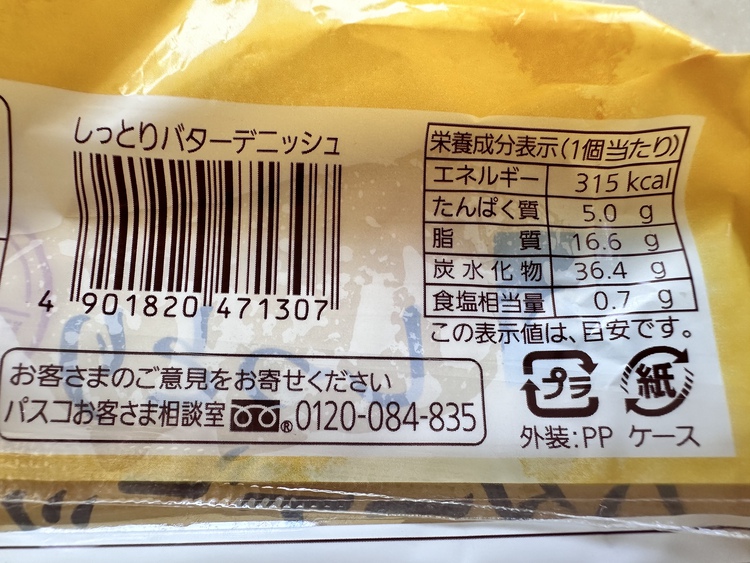 しっとりバターデニッシュ
4 901820 471307
栄養成分表示(1個当たり)
エネルギー 315 kcal
たんぱく質 5.0 g
脂質 16.6 g
炭水化物 36.4 g
食塩相当量 0.7 g
この表示値は、目安です。
お客さまのご意見をお寄せください
パスコお客さま相談室 ® 0120-084-835
プラ 紙
外装:PP ケース